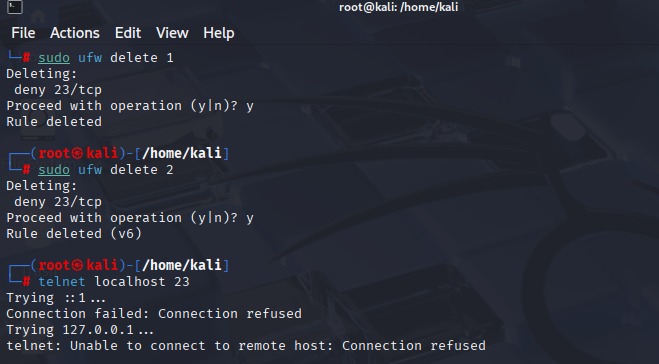 root@kali: /home/kali
File Actions Edit View Help
└─# sudo ufw delete 1
Deleting:
 deny 23/tcp
Proceed with operation (y|n)? y
Rule deleted
┌──(root㉿kali)-[/home/kali]
└─# sudo ufw delete 2
Deleting:
 deny 23/tcp
Proceed with operation (y|n)? y
Rule deleted (v6)
┌──(root㉿kali)-[/home/kali]
└─# telnet localhost 23
Trying ::1...
Connection failed: Connection refused
Trying 127.0.0.1...
telnet: Unable to connect to remote host: Connection refused